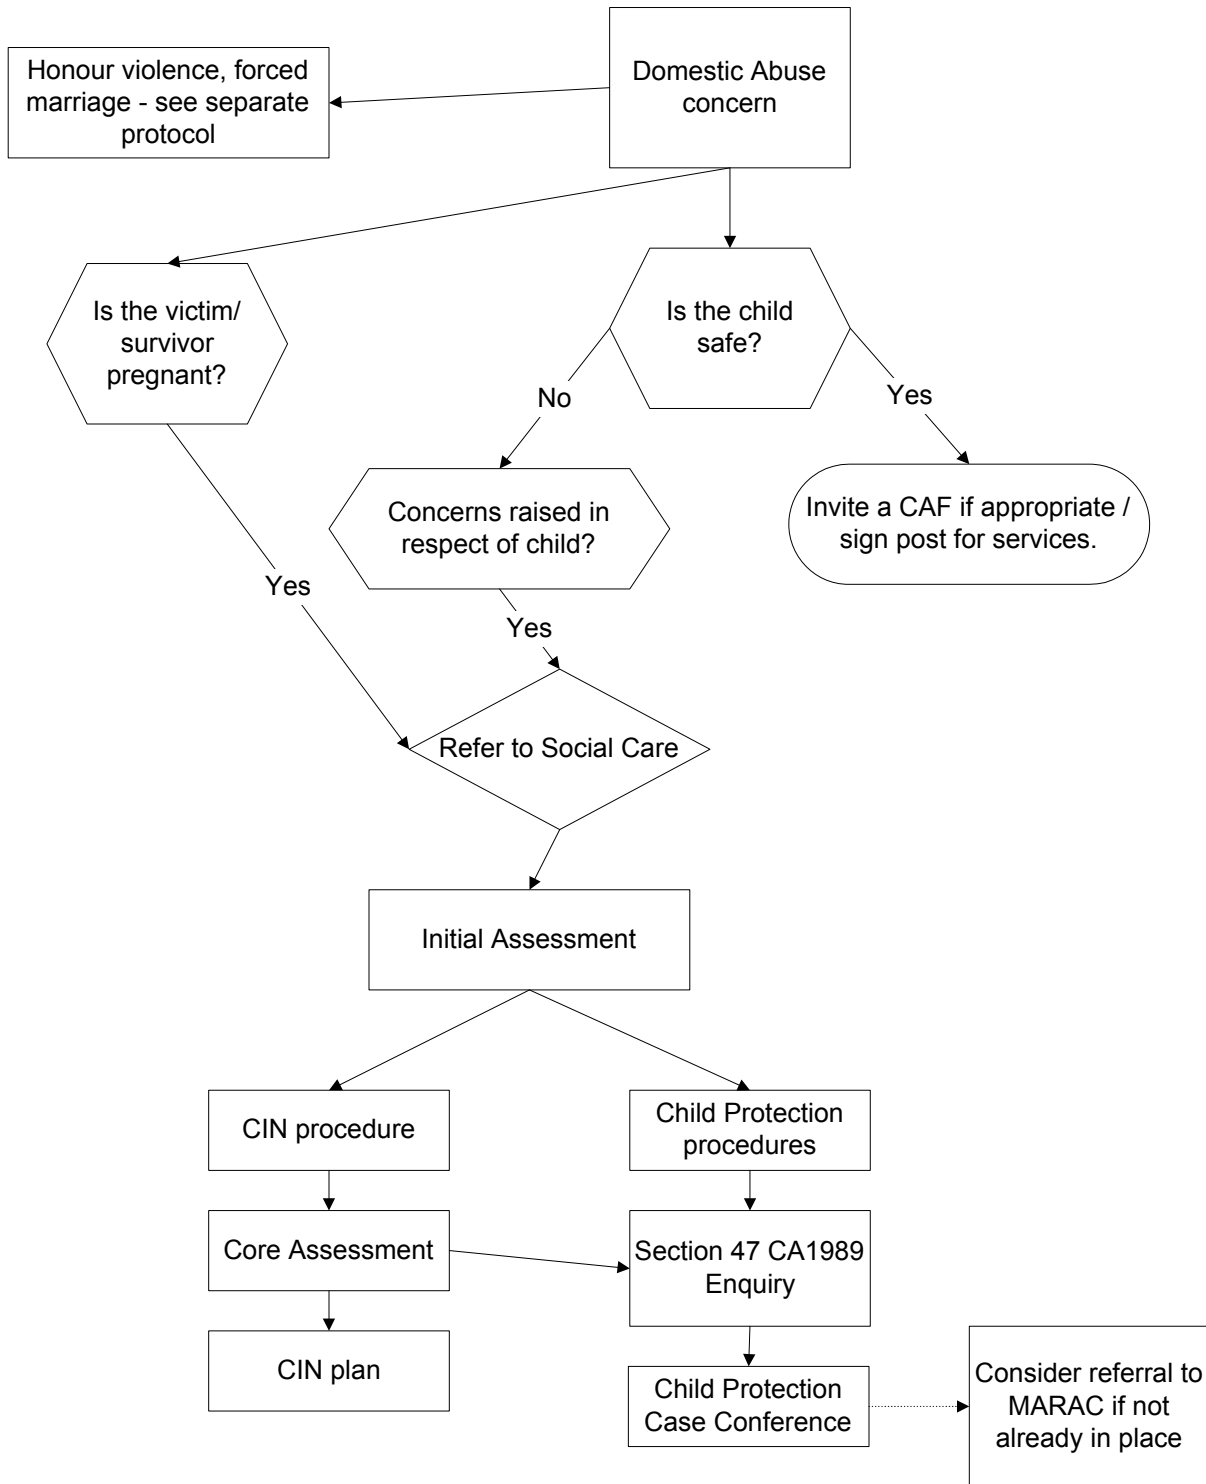 Domestic Abuse
concern
Honour violence, forced
marriage - see separate
protocol
Is the victim/
survivor
pregnant?
Is the child
safe?
No
Yes
Concerns raised in
respect of child?
Invite a CAF if appropriate /
sign post for services.
Yes
Yes
Refer to Social Care
Initial Assessment
CIN procedure
Child Protection
procedures
Core Assessment
Section 47 CA1989
Enquiry
CIN plan
Child Protection
Case Conference
Consider referral to
MARAC if not
already in place